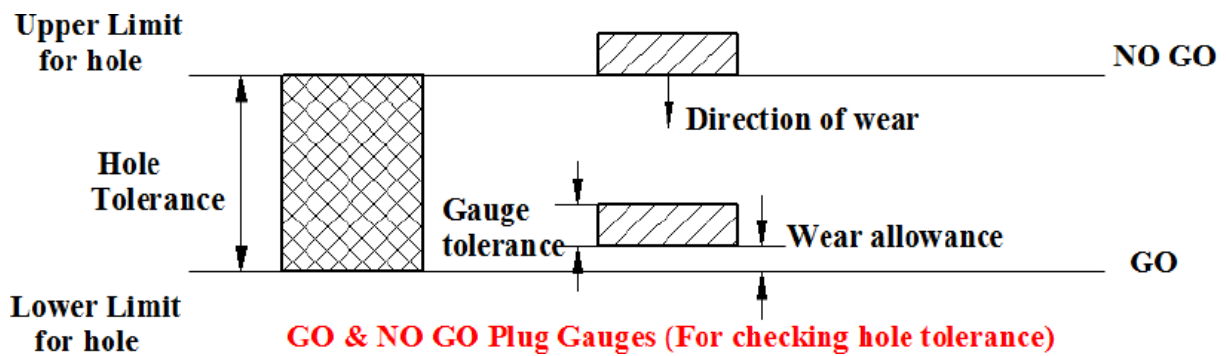 Upper Limit
for hole
NO GO
Direction of wear
Hole
Tolerance
Gauge
tolerance
Wear allowance
GO
Lower Limit
for hole
GO & NO GO Plug Gauges (For checking hole tolerance)